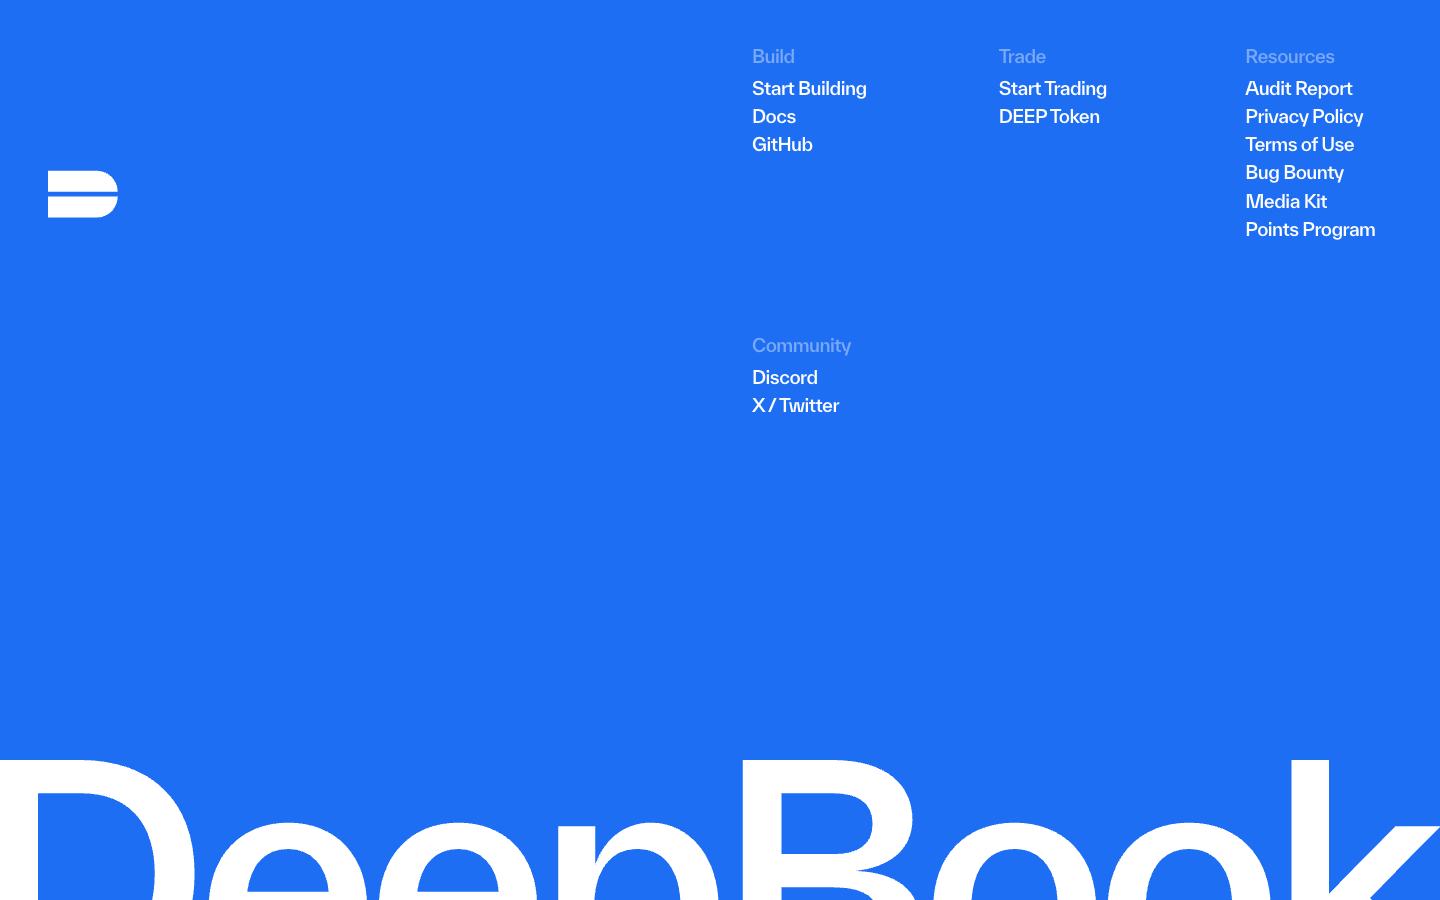 Build
Start Building
Docs
GitHub
Trade
Start Trading
DEEP Token
Resources
Audit Report
Privacy Policy
Terms of Use
Bug Bounty
Media Kit
Points Program
Community
Discord
X / Twitter
DeepBook